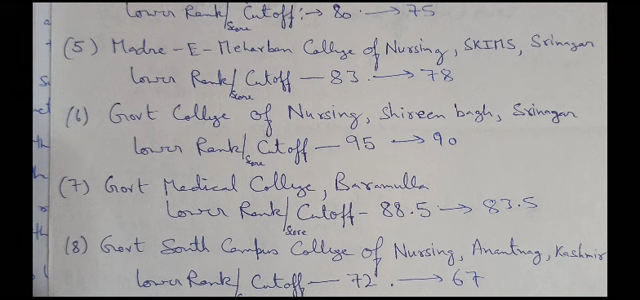 Lower Rank/Score Cutoff :→ 80 → 75
(5) Madre-E-Meharban College of Nursing, SKIMS, Srinagar
Lower Rank/Score Cutoff — 83. → 78
(6) Govt College of Nursing, Shireen bagh, Srinagar
Lower Rank/Score Cutoff — 95 → 90
(7) Govt Medical College, Baramulla
Lower Rank/Score Cutoff - 88.5 → 83.5
(8) Govt South Campus College of Nursing, Anantnag, Kashmir
Lower Rank/Score Cutoff — 72. → 67